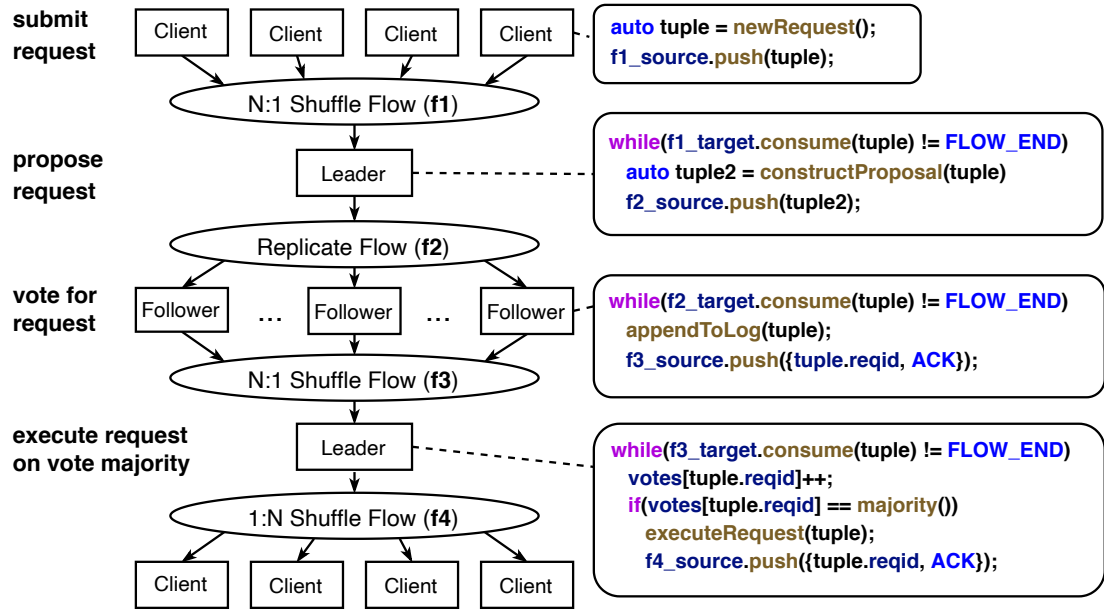 submit
request
Client
Client
Client
Client
auto tuple = newRequest();
f1_source.push(tuple);
N:1 Shuffle Flow (f1)
propose
request
Leader
while(f1_target.consume(tuple) != FLOW_END)
auto tuple2 = constructProposal(tuple)
f2_source.push(tuple2);
Replicate Flow (f2)
vote for
request
Follower
...
Follower
...
Follower
while(f2_target.consume(tuple) != FLOW_END)
appendToLog(tuple);
f3_source.push({tuple.reqid, ACK});
N:1 Shuffle Flow (f3)
execute request
on vote majority
Leader
while(f3_target.consume(tuple) != FLOW_END)
votes[tuple.reqid]++;
if(votes[tuple.reqid] == majority())
executeRequest(tuple);
f4_source.push({tuple.reqid, ACK});
1:N Shuffle Flow (f4)
Client
Client
Client
Client